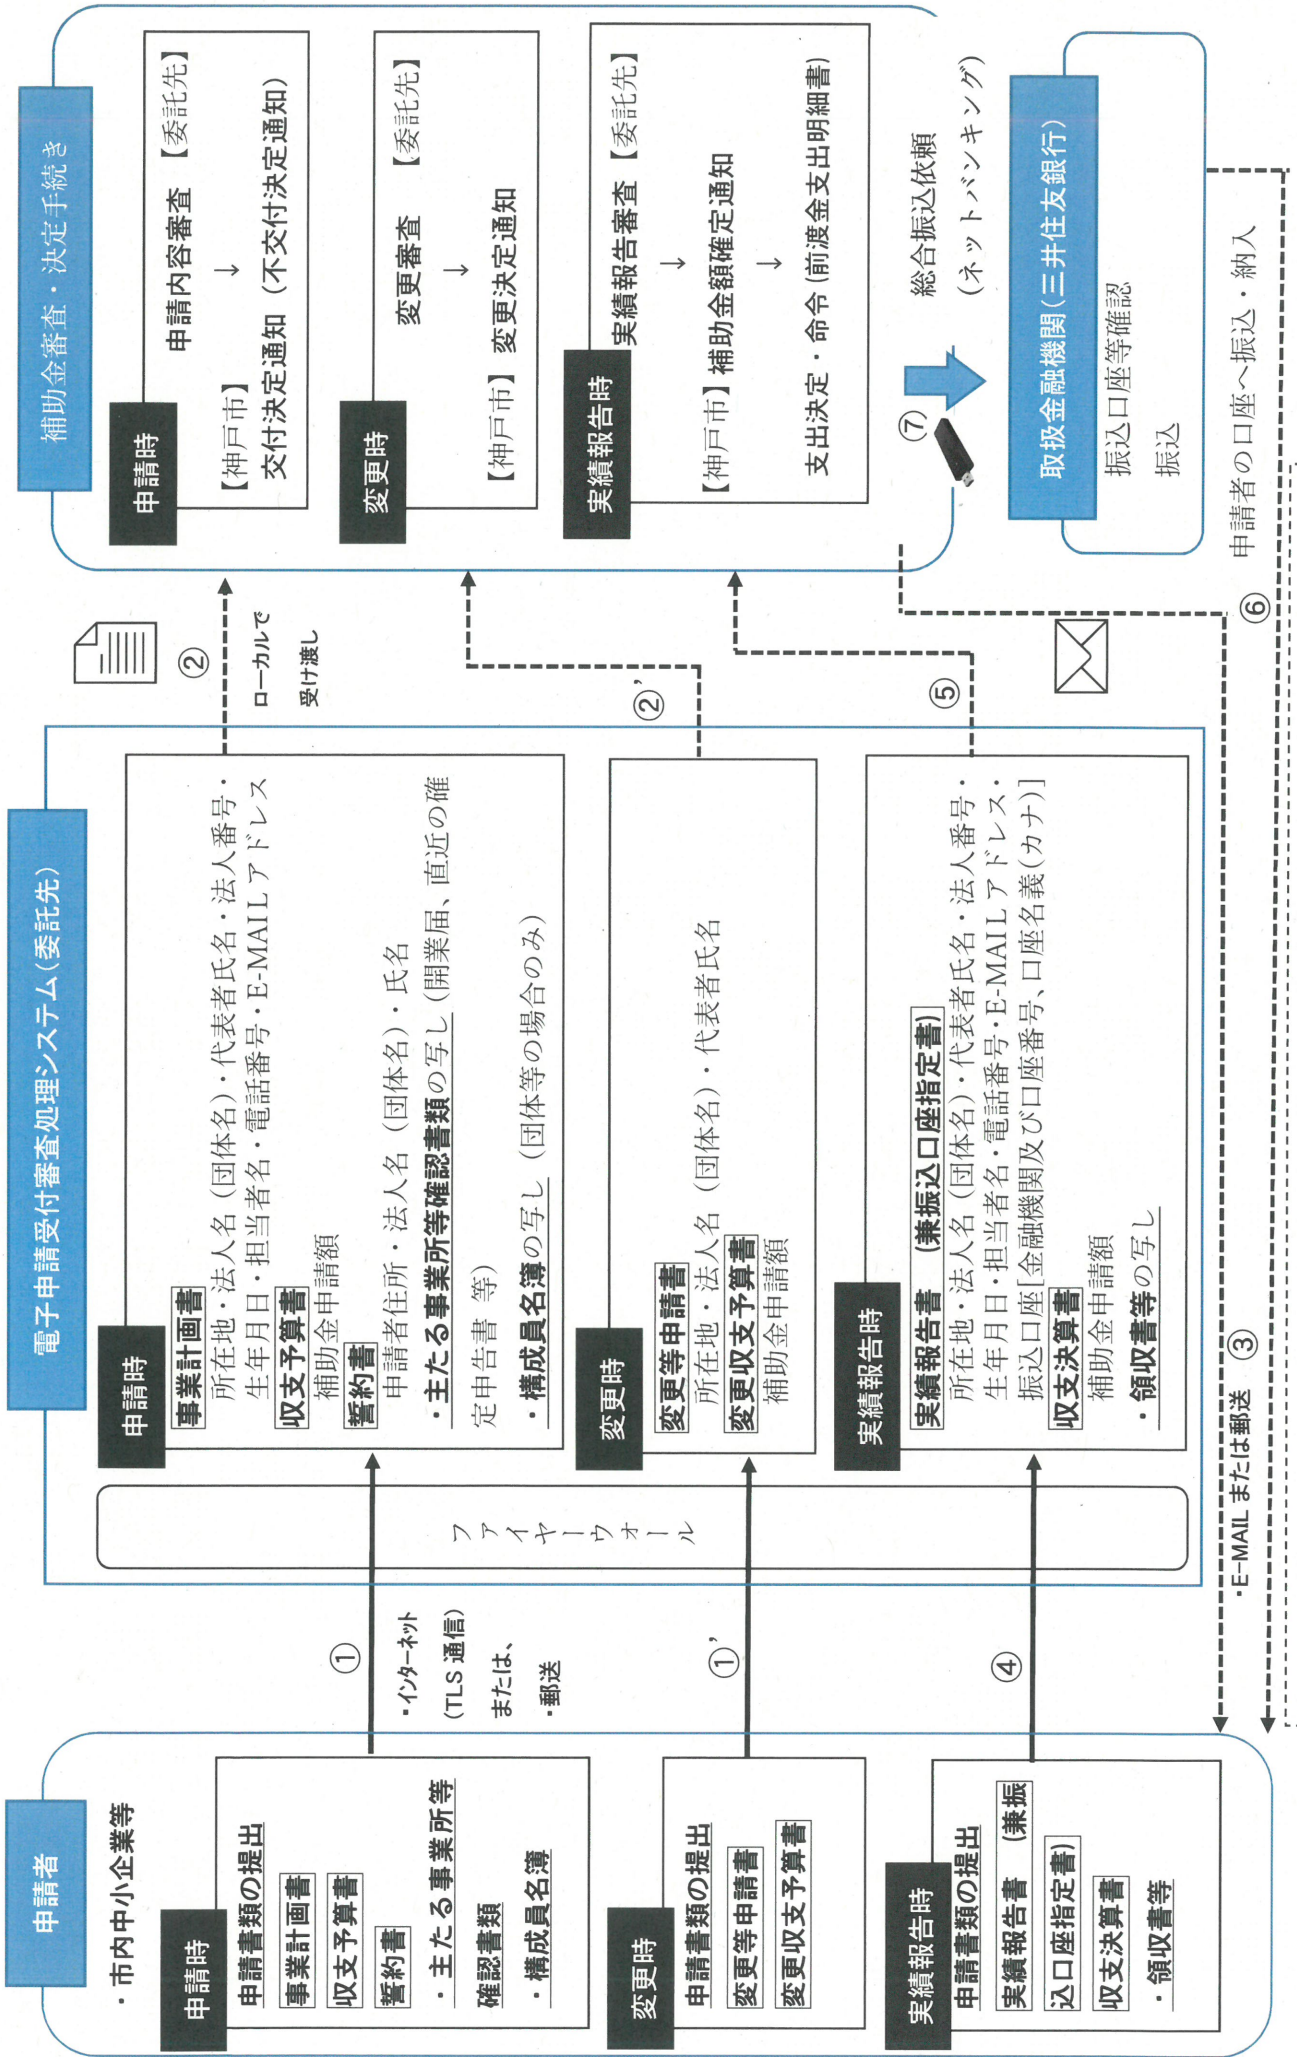 申請者
・市内中小企業等
申請時
申請書類の提出
事業計画書
収支予算書
誓約書
・主たる事業所等
確認書類
・構成員名簿
変更時
申請書類の提出
変更等申請書
変更収支予算書
実績報告時
申請書類の提出
実績報告書 (兼振
込口座指定書)
収支決算書
・領収書等
①
・インターネット
(TLS 通信)
または、
・郵送
①’
④
ファイヤーウォール
電子申請受付審査処理システム(委託先)
申請時
事業計画書
所在地・法人名(団体名)・代表者氏名・法人番号・
生年月日・担当者名・電話番号・E-MAILアドレス
収支予算書
補助金申請額
誓約書
申請者住所・法人名(団体名)・氏名
・主たる事業所等確認書類の写し(開業届、直近の確
定申告書 等)
・構成員名簿の写し(団体等の場合のみ)
変更時
変更等申請書
所在地・法人名(団体名)・代表者氏名
変更収支予算書
補助金申請額
実績報告時
実績報告書 (兼振込口座指定書)
所在地・法人名(団体名)・代表者氏名・法人番号・
生年月日・担当者名・電話番号・E-MAILアドレス・
振込口座[金融機関及び口座番号、口座名義(カナ)]
収支決算書
補助金申請額
・領収書等の写し
②
ローカルで
受け渡し
②’
⑤
補助金審査・決定手続き
申請時
申請内容審査 【委託先】
↓
【神戸市】
交付決定通知(不交付決定通知)
変更時
変更審査 【委託先】
↓
【神戸市】変更決定通知
実績報告時
実績報告審査 【委託先】
↓
【神戸市】補助金額確定通知
↓
支出決定・命令(前渡金支出明細書)
⑦
総合振込依頼
(ネットバンキング)
取扱金融機関(三井住友銀行)
振込口座等確認
振込
⑥
申請者の口座へ振込・納入
・E-MAIL または郵送 ③